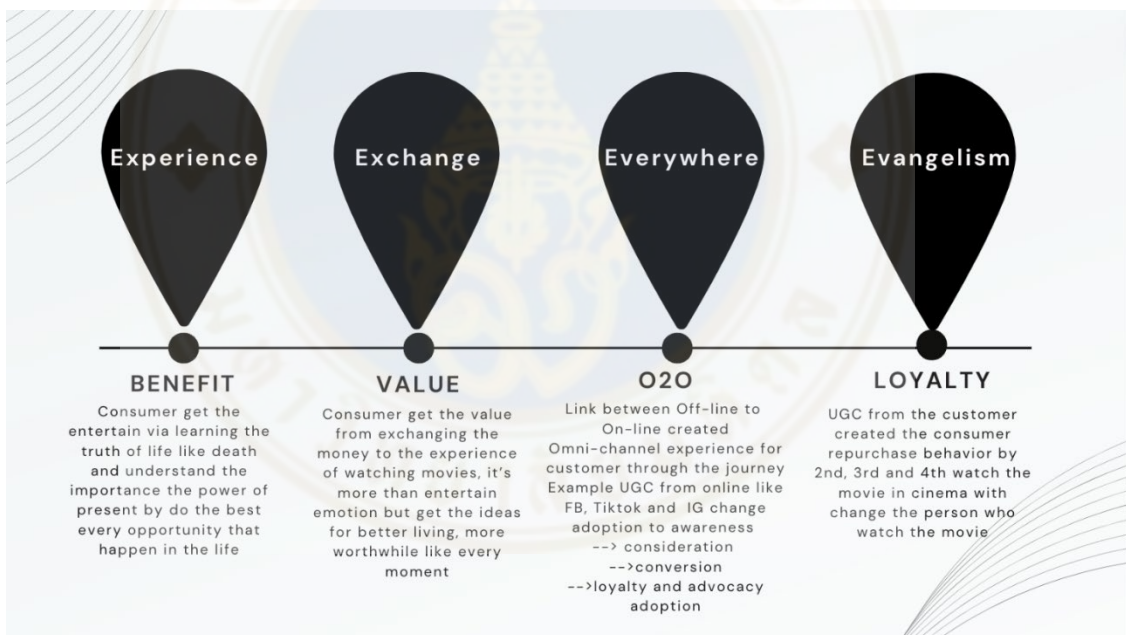 Experience
Exchange
Everywhere
Evangelism
BENEFIT
Consumer get the
entertain via learning the
truth of life like death
and understand the
importance the power of
present by do the best
every opportunity that
happen in the life
VALUE
Consumer get the value
from exchanging the
money to the experience
of watching movies, it's
more than entertain
emotion but get the ideas
for better living, more
worthwhile like every
moment
O2O
Link between Off-line to
On-line created
Omni-channel experience for
customer through the journey
Example UGC from online like
FB, Tiktok and IG change
adoption to awareness
--> consideration
-->conversion
-->loyalty and advocacy
adoption
LOYALTY
UGC from the customer
created the consumer
repurchase behavior by
2nd, 3rd and 4th watch the
movie in cinema with
change the person who
watch the movie